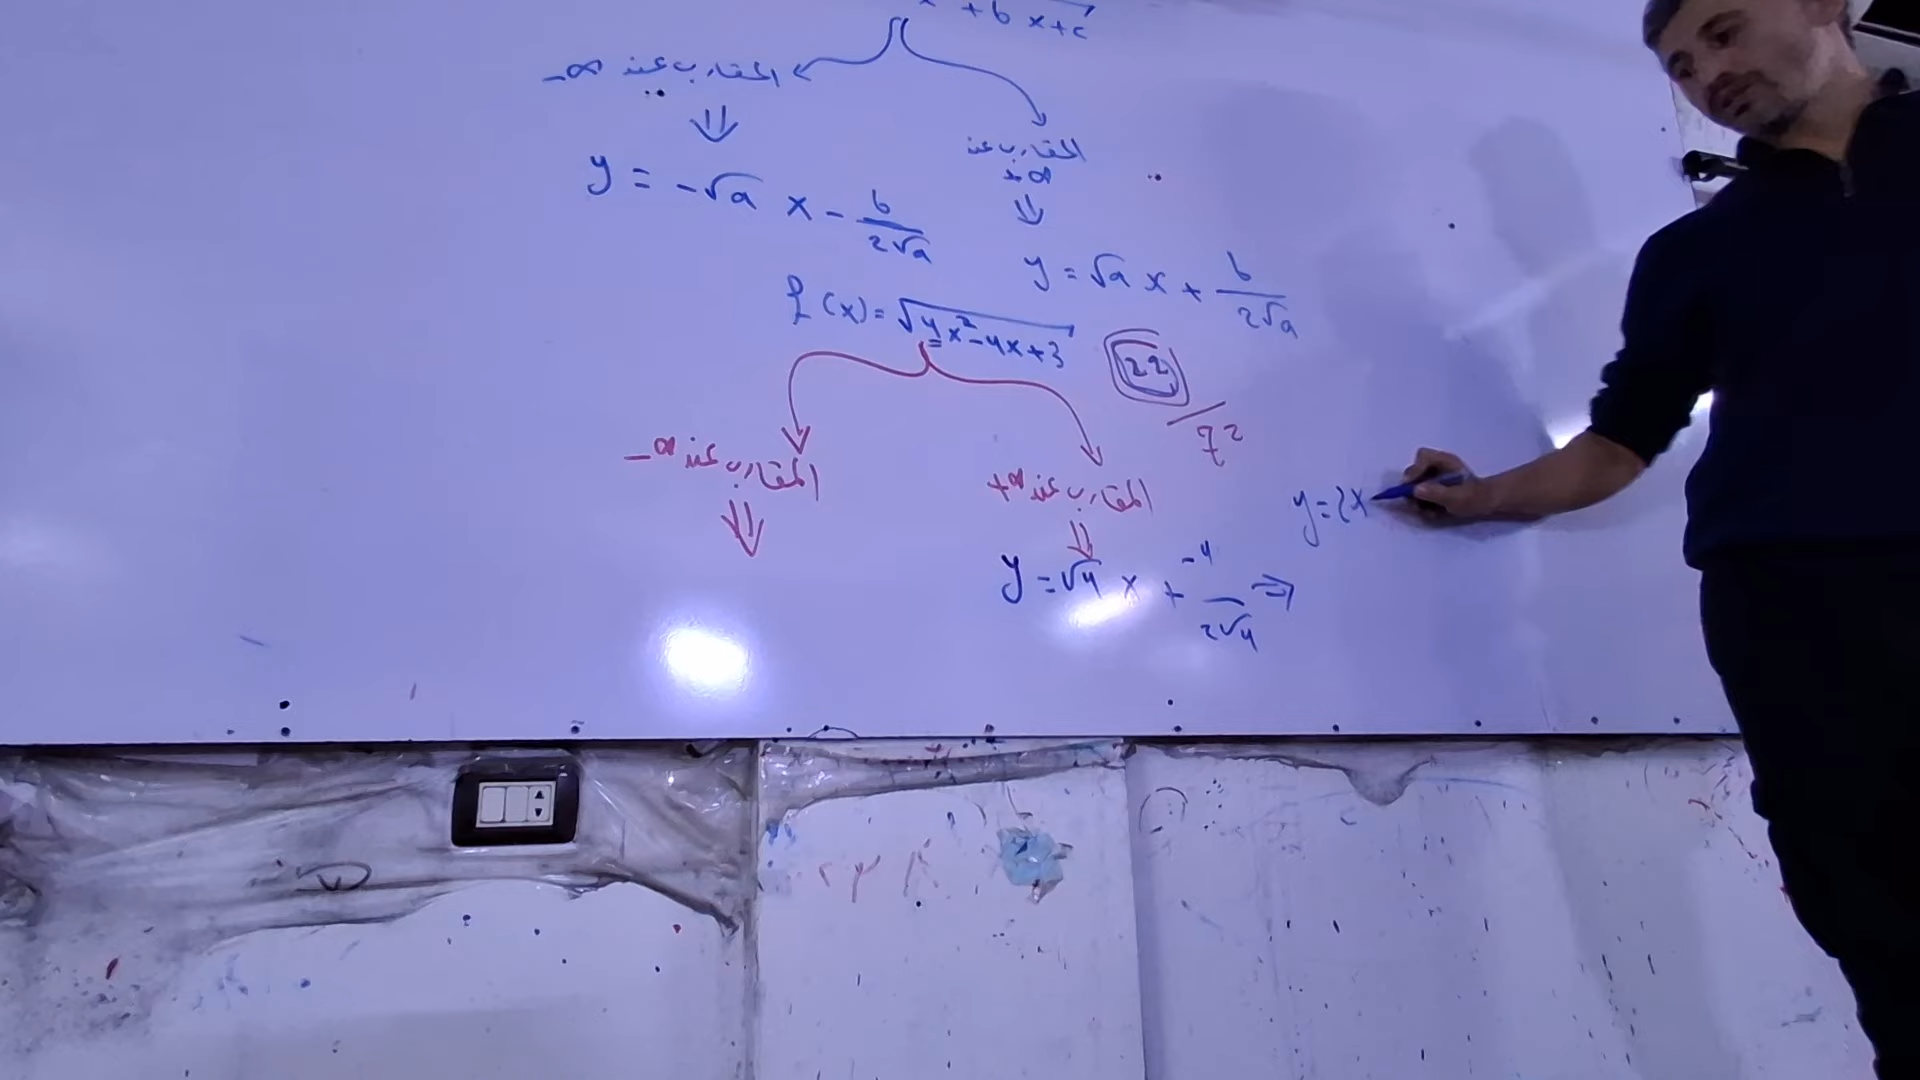 x + b x + c
المقارب عند -∞
المقارب عند
+∞
y = -√a x - b/2√a
y = √a x + b/2√a
f(x) = √4x² - 4x + 3
22/72
المقارب عند -∞
المقارب عند +∞
y = √4 x + -4/2√4 ⇒
y = 2x